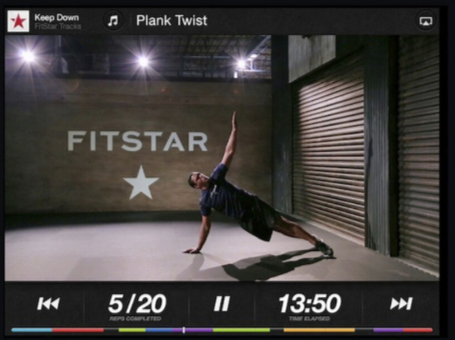 Keep Down
FitStar Tracks
Plank Twist
FITSTAR
5/20
REPS COMPLETED
13:50
TIME ELAPSED